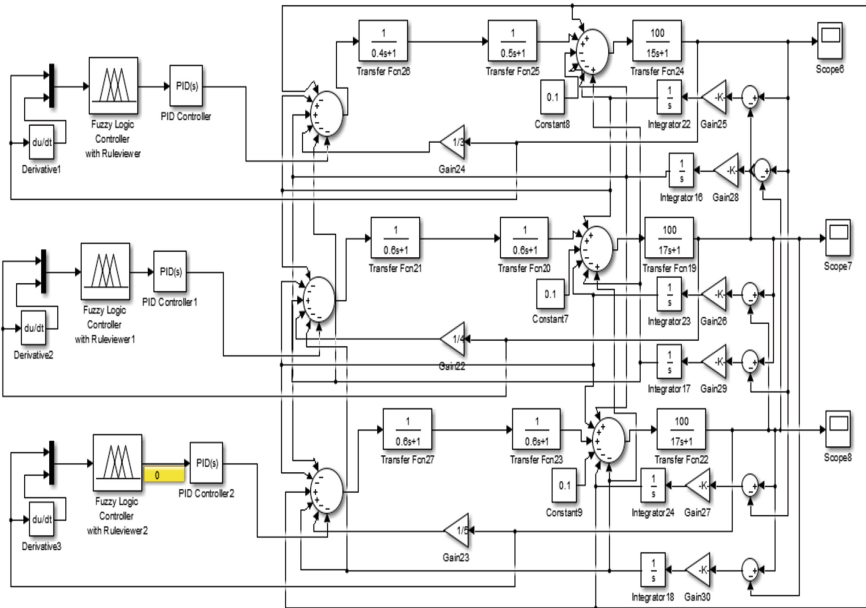 1
0.4s+1
Transfer Fcn26
1
0.5s+1
Transfer Fcn25
100
15s+1
Transfer Fcn24
Scope6
Fuzzy Logic
Controller
with Ruleviewer
PID(s)
PID Controller
du/dt
Derivative1
0.1
Constant8
1
s
Integrator22
-K-
Gain25
1/3
Gain24
1
s
Integrator16
-K-
Gain28
1
0.6s+1
Transfer Fcn21
1
0.6s+1
Transfer Fcn20
100
17s+1
Transfer Fcn19
Scope7
Fuzzy Logic
Controller
with Ruleviewer1
PID(s)
PID Controller1
du/dt
Derivative2
0.1
Constant7
1
s
Integrator23
-K-
Gain26
1/4
Gain22
1
s
Integrator17
-K-
Gain29
1
0.6s+1
Transfer Fcn27
1
0.6s+1
Transfer Fcn23
100
17s+1
Transfer Fcn22
Scope8
Fuzzy Logic
Controller
with Ruleviewer2
0
PID(s)
PID Controller2
du/dt
Derivative3
0.1
Constant9
1
s
Integrator24
-K-
Gain27
1/5
Gain23
1
s
Integrator18
-K-
Gain30